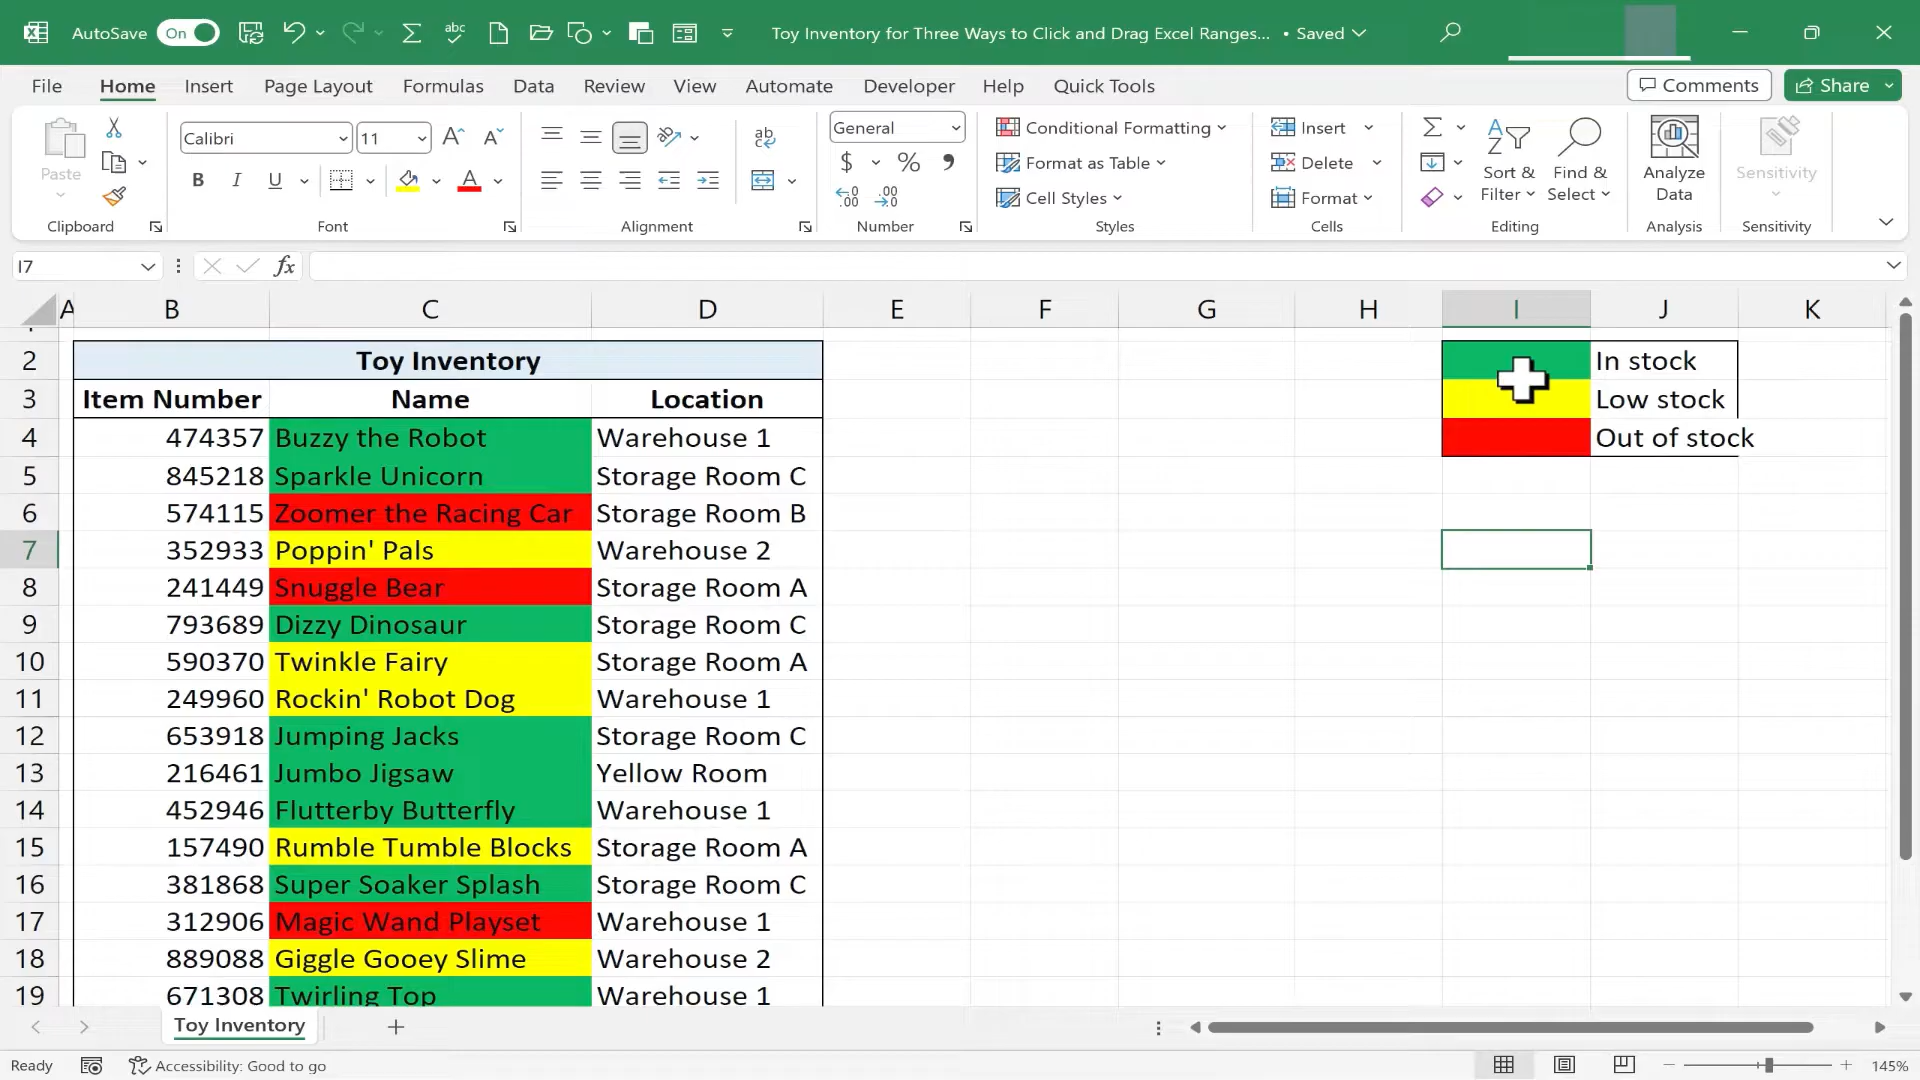 AutoSave On Toy Inventory for Three Ways to Click and Drag Excel Ranges... • Saved
File Home Insert Page Layout Formulas Data Review View Automate Developer Help Quick Tools Comments Share
Paste
Clipboard
Calibri 11
B I U
Font
Alignment
General
$ % 9
Number
Conditional Formatting
Format as Table
Cell Styles
Styles
Insert
Delete
Format
Cells
Sort & Filter
Find & Select
Editing
Analyze Data
Analysis
Sensitivity
Sensitivity
I7 fx
A B C D E F G H I J K
2 Toy Inventory In stock
3 Item Number Name Location Low stock
4 474357 Buzzy the Robot Warehouse 1 Out of stock
5 845218 Sparkle Unicorn Storage Room C
6 574115 Zoomer the Racing Car Storage Room B
7 352933 Poppin' Pals Warehouse 2
8 241449 Snuggle Bear Storage Room A
9 793689 Dizzy Dinosaur Storage Room C
10 590370 Twinkle Fairy Storage Room A
11 249960 Rockin' Robot Dog Warehouse 1
12 653918 Jumping Jacks Storage Room C
13 216461 Jumbo Jigsaw Yellow Room
14 452946 Flutterby Butterfly Warehouse 1
15 157490 Rumble Tumble Blocks Storage Room A
16 381868 Super Soaker Splash Storage Room C
17 312906 Magic Wand Playset Warehouse 1
18 889088 Giggle Gooey Slime Warehouse 2
19 671308 Twirling Top Warehouse 1
Toy Inventory
Ready Accessibility: Good to go 145%